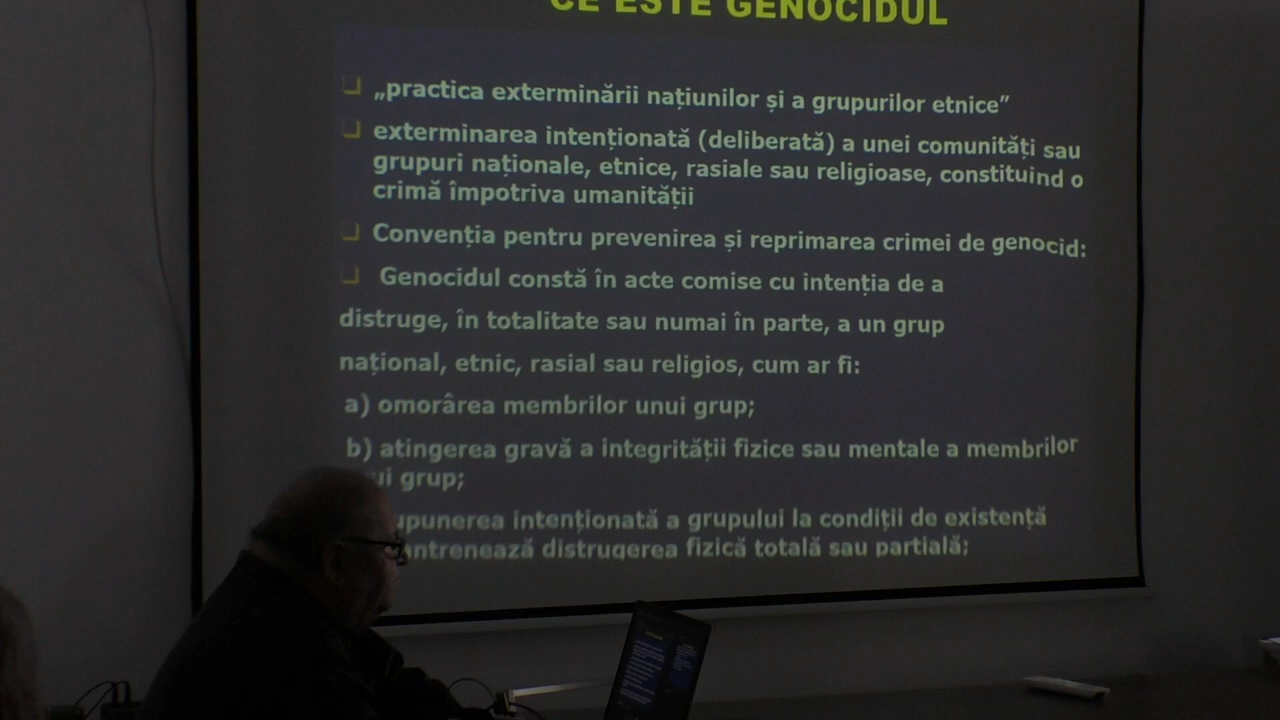 CE ESTE GENOCIDUL
„practica exterminării națiunilor și a grupurilor etnice”
exterminarea intenționată (deliberată) a unei comunități sau
grupuri naționale, etnice, rasiale sau religioase, constituind o
crimă împotriva umanității
Convenția pentru prevenirea și reprimarea crimei de genocid:
Genocidul constă în acte comise cu intenția de a
distruge, în totalitate sau numai în parte, a un grup
național, etnic, rasial sau religios, cum ar fi:
a) omorârea membrilor unui grup;
b) atingerea gravă a integrității fizice sau mentale a membrilor
ui grup;
upunerea intenționată a grupului la condiții de existență
antrenează distrugerea fizică totală sau parțială;